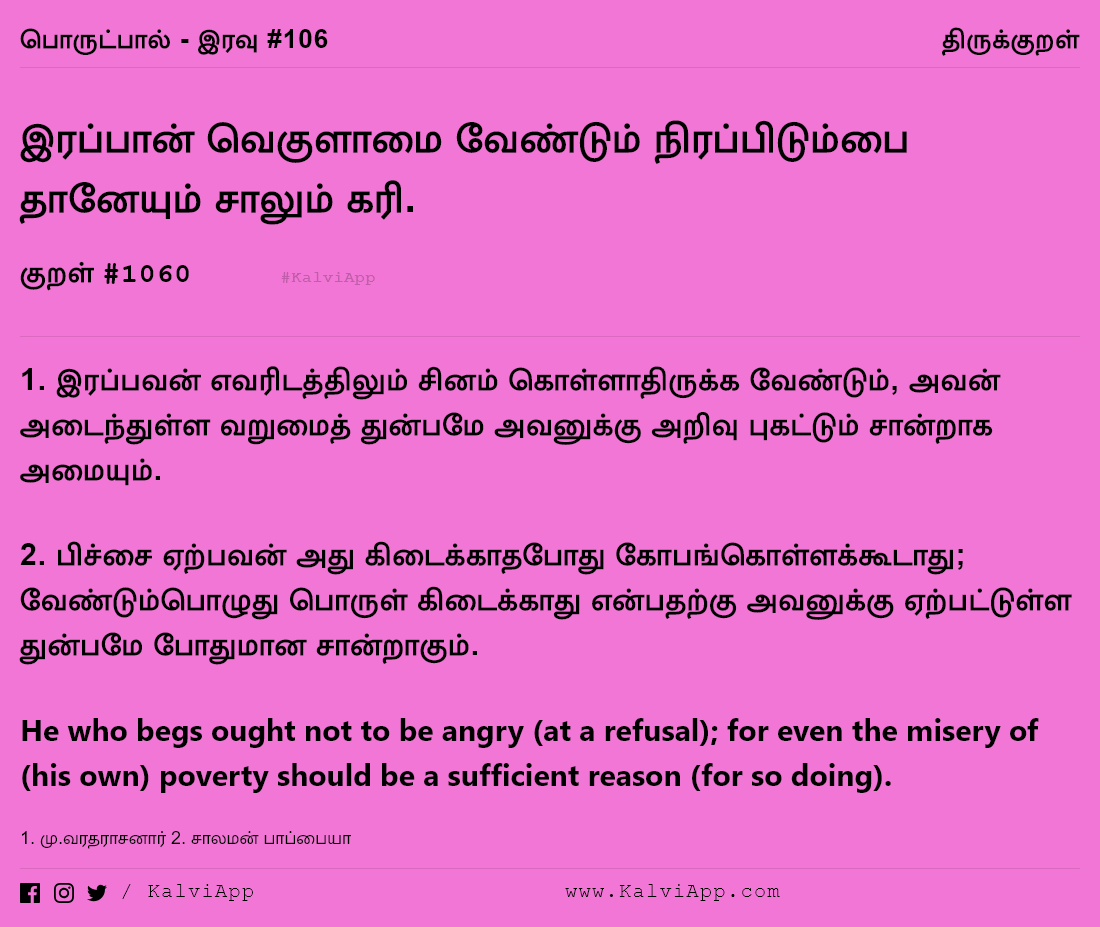 பொருட்பால் - இரவு #106 திருக்குறள்
இரப்பான் வெகுளாமை வேண்டும் நிரப்பிடும்பை
தானேயும் சாலும் கரி.
குறள் #1060 #KalviApp
1. இரப்பவன் எவரிடத்திலும் சினம் கொள்ளாதிருக்க வேண்டும், அவன்
அடைந்துள்ள வறுமைத் துன்பமே அவனுக்கு அறிவு புகட்டும் சான்றாக
அமையும்.
2. பிச்சை ஏற்பவன் அது கிடைக்காதபோது கோபங்கொள்ளக்கூடாது;
வேண்டும்பொழுது பொருள் கிடைக்காது என்பதற்கு அவனுக்கு ஏற்பட்டுள்ள
துன்பமே போதுமான சான்றாகும்.
He who begs ought not to be angry (at a refusal); for even the misery of
(his own) poverty should be a sufficient reason (for so doing).
1. மு.வரதராசனார் 2. சாலமன் பாப்பையா
/ KalviApp www.KalviApp.com